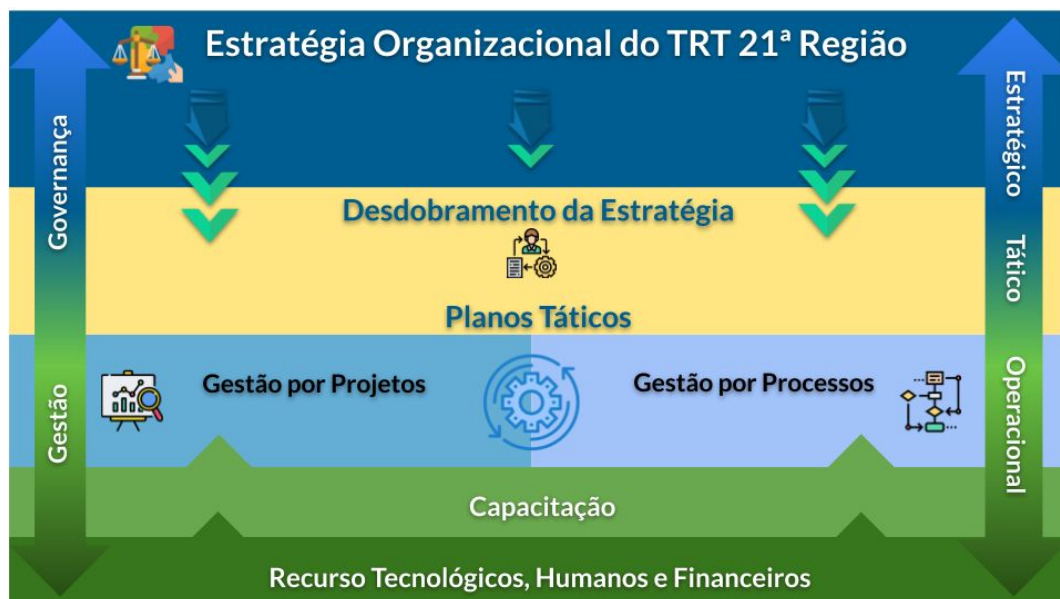 Estratégia Organizacional do TRT 21ª Região
Governança
Estratégico
Desdobramento da Estratégia
Tático
Planos Táticos
Gestão
Gestão por Projetos
Gestão por Processos
Operacional
Capacitação
Recurso Tecnológicos, Humanos e Financeiros